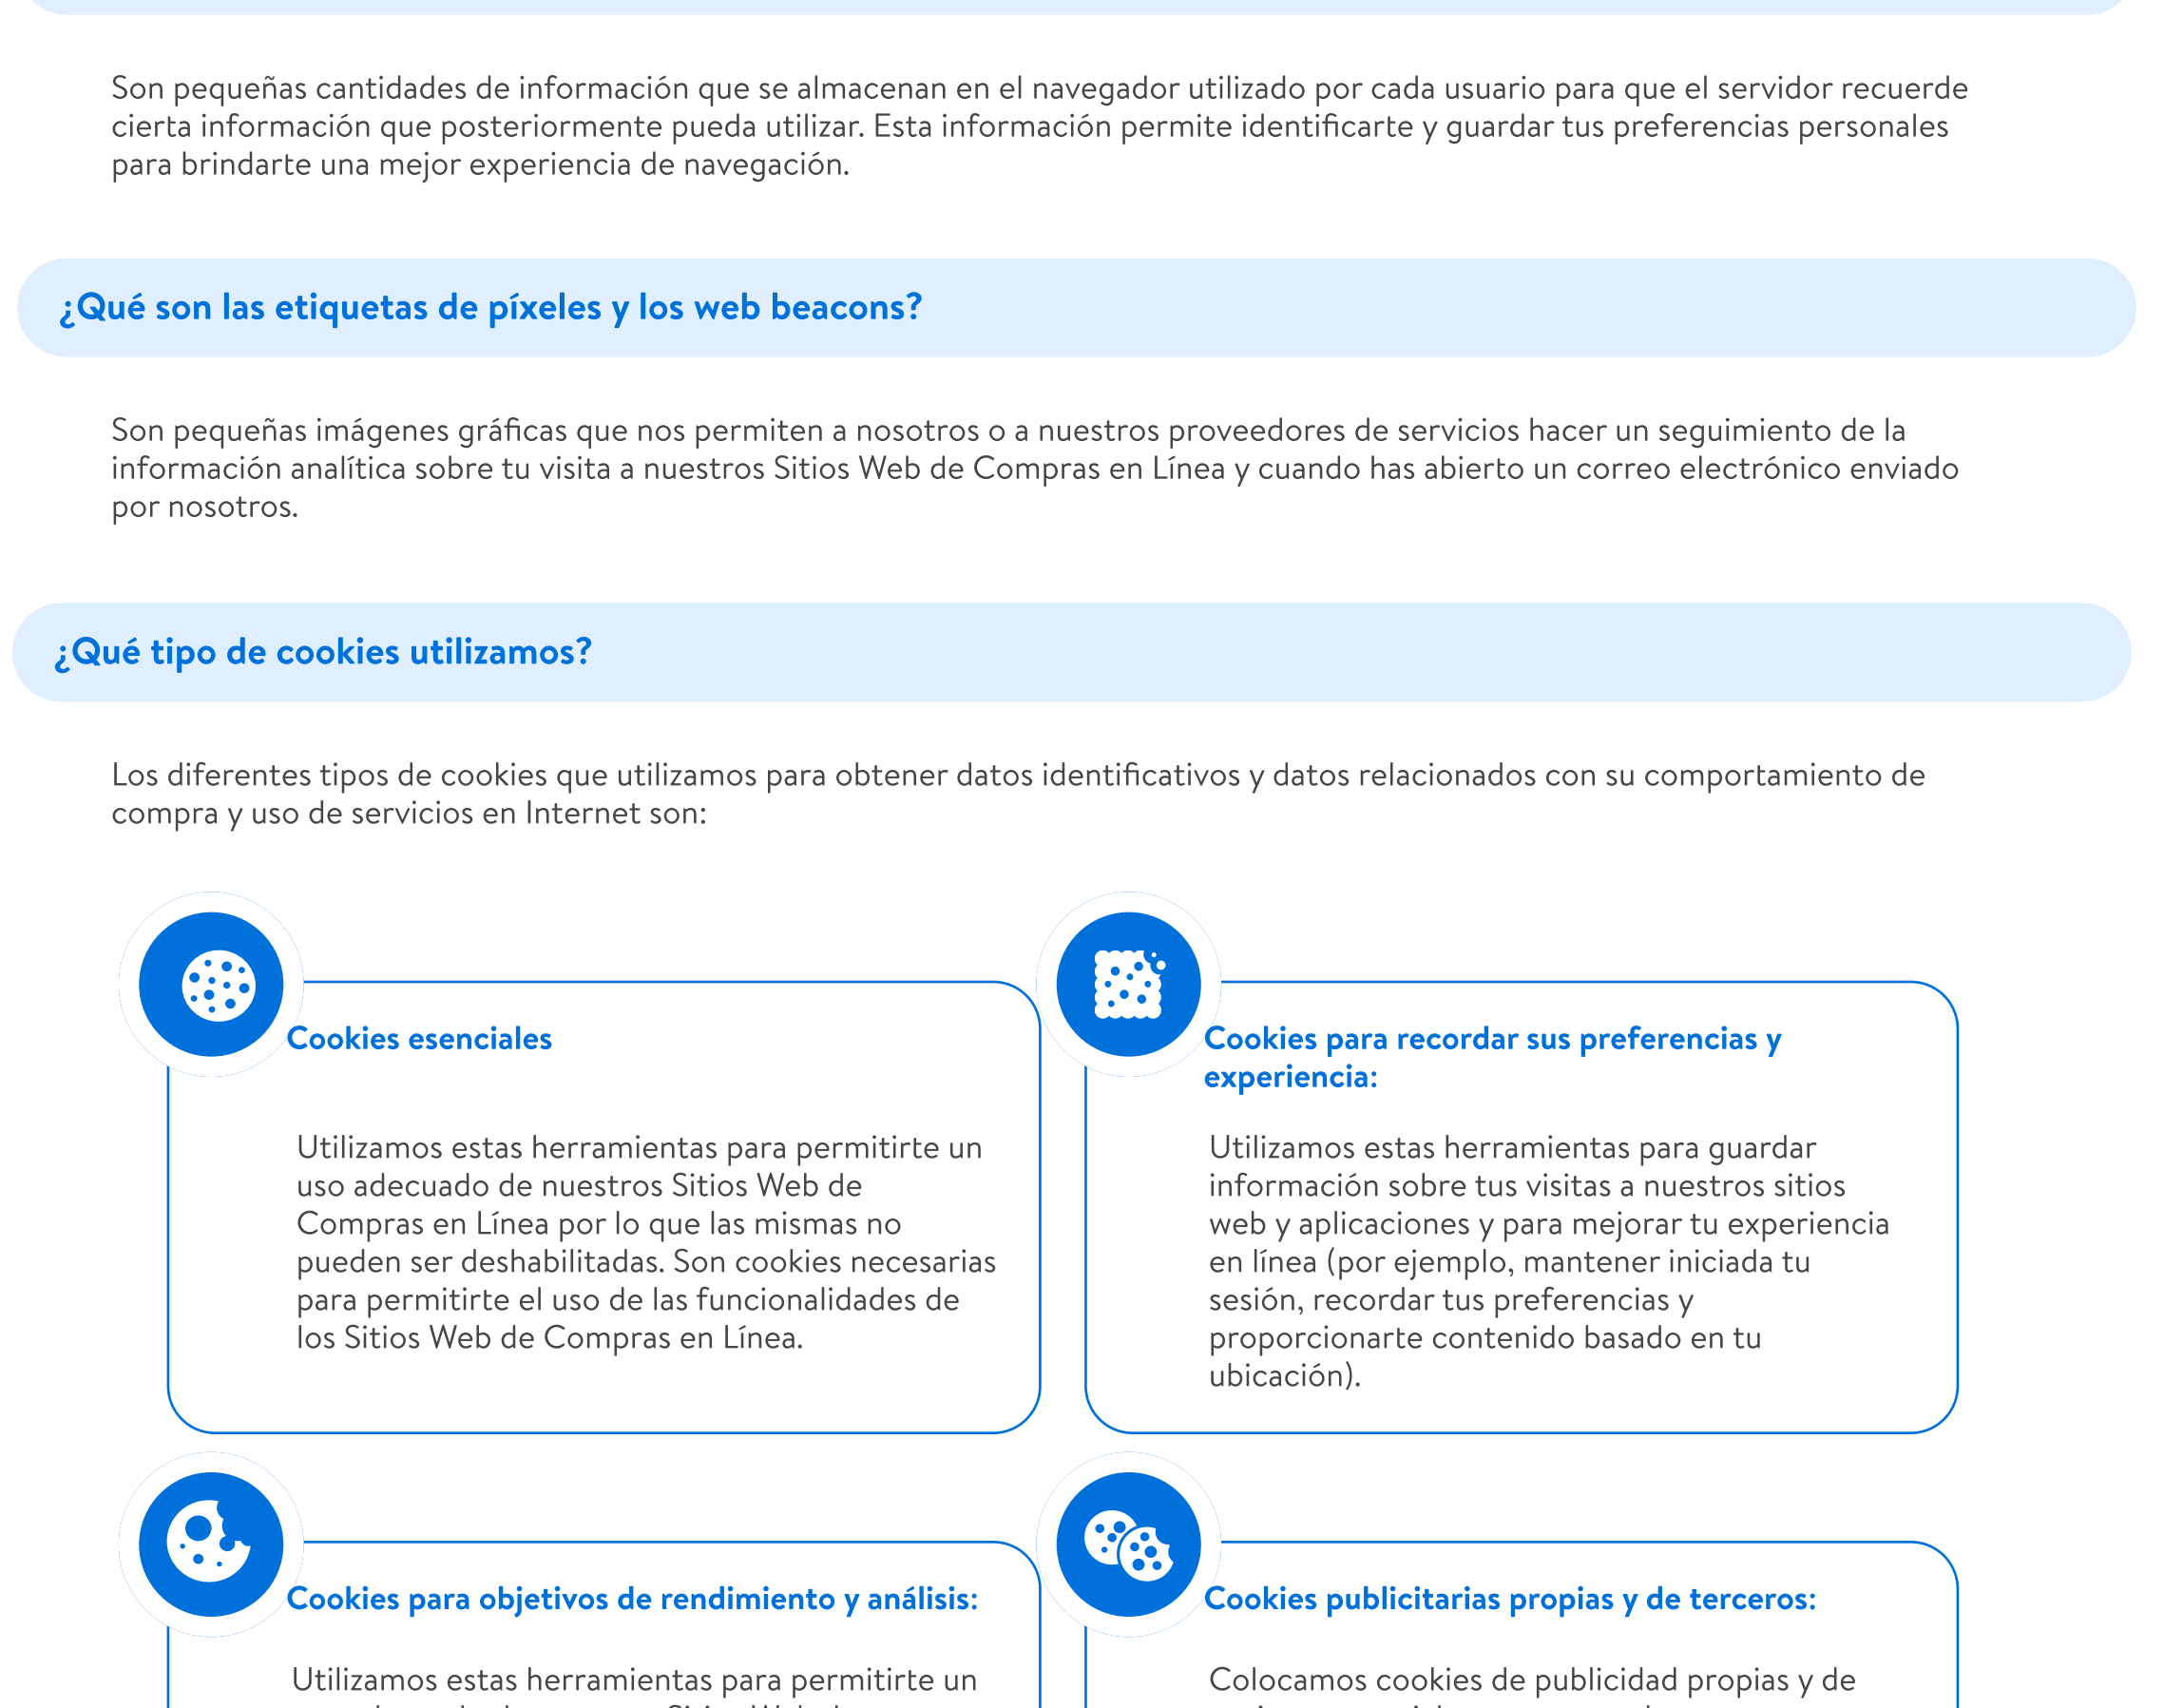 Son pequeñas cantidades de información que se almacenan en el navegador utilizado por cada usuario para que el servidor recuerde
cierta información que posteriormente pueda utilizar. Esta información permite identificarte y guardar tus preferencias personales
para brindarte una mejor experiencia de navegación.
¿Qué son las etiquetas de píxeles y los web beacons?
Son pequeñas imágenes gráficas que nos permiten a nosotros o a nuestros proveedores de servicios hacer un seguimiento de la
información analítica sobre tu visita a nuestros Sitios Web de Compras en Línea y cuando has abierto un correo electrónico enviado
por nosotros.
¿Qué tipo de cookies utilizamos?
Los diferentes tipos de cookies que utilizamos para obtener datos identificativos y datos relacionados con su comportamiento de
compra y uso de servicios en Internet son:
Cookies esenciales
Utilizamos estas herramientas para permitirte un
uso adecuado de nuestros Sitios Web de
Compras en Línea por lo que las mismas no
pueden ser deshabilitadas. Son cookies necesarias
para permitirte el uso de las funcionalidades de
los Sitios Web de Compras en Línea.
Cookies para recordar sus preferencias y
experiencia:
Utilizamos estas herramientas para guardar
información sobre tus visitas a nuestros sitios
web y aplicaciones y para mejorar tu experiencia
en línea (por ejemplo, mantener iniciada tu
sesión, recordar tus preferencias y
proporcionarte contenido basado en tu
ubicación).
Cookies para objetivos de rendimiento y análisis:
Utilizamos estas herramientas para permitirte un
Cookies publicitarias propias y de terceros:
Colocamos cookies de publicidad propias y de